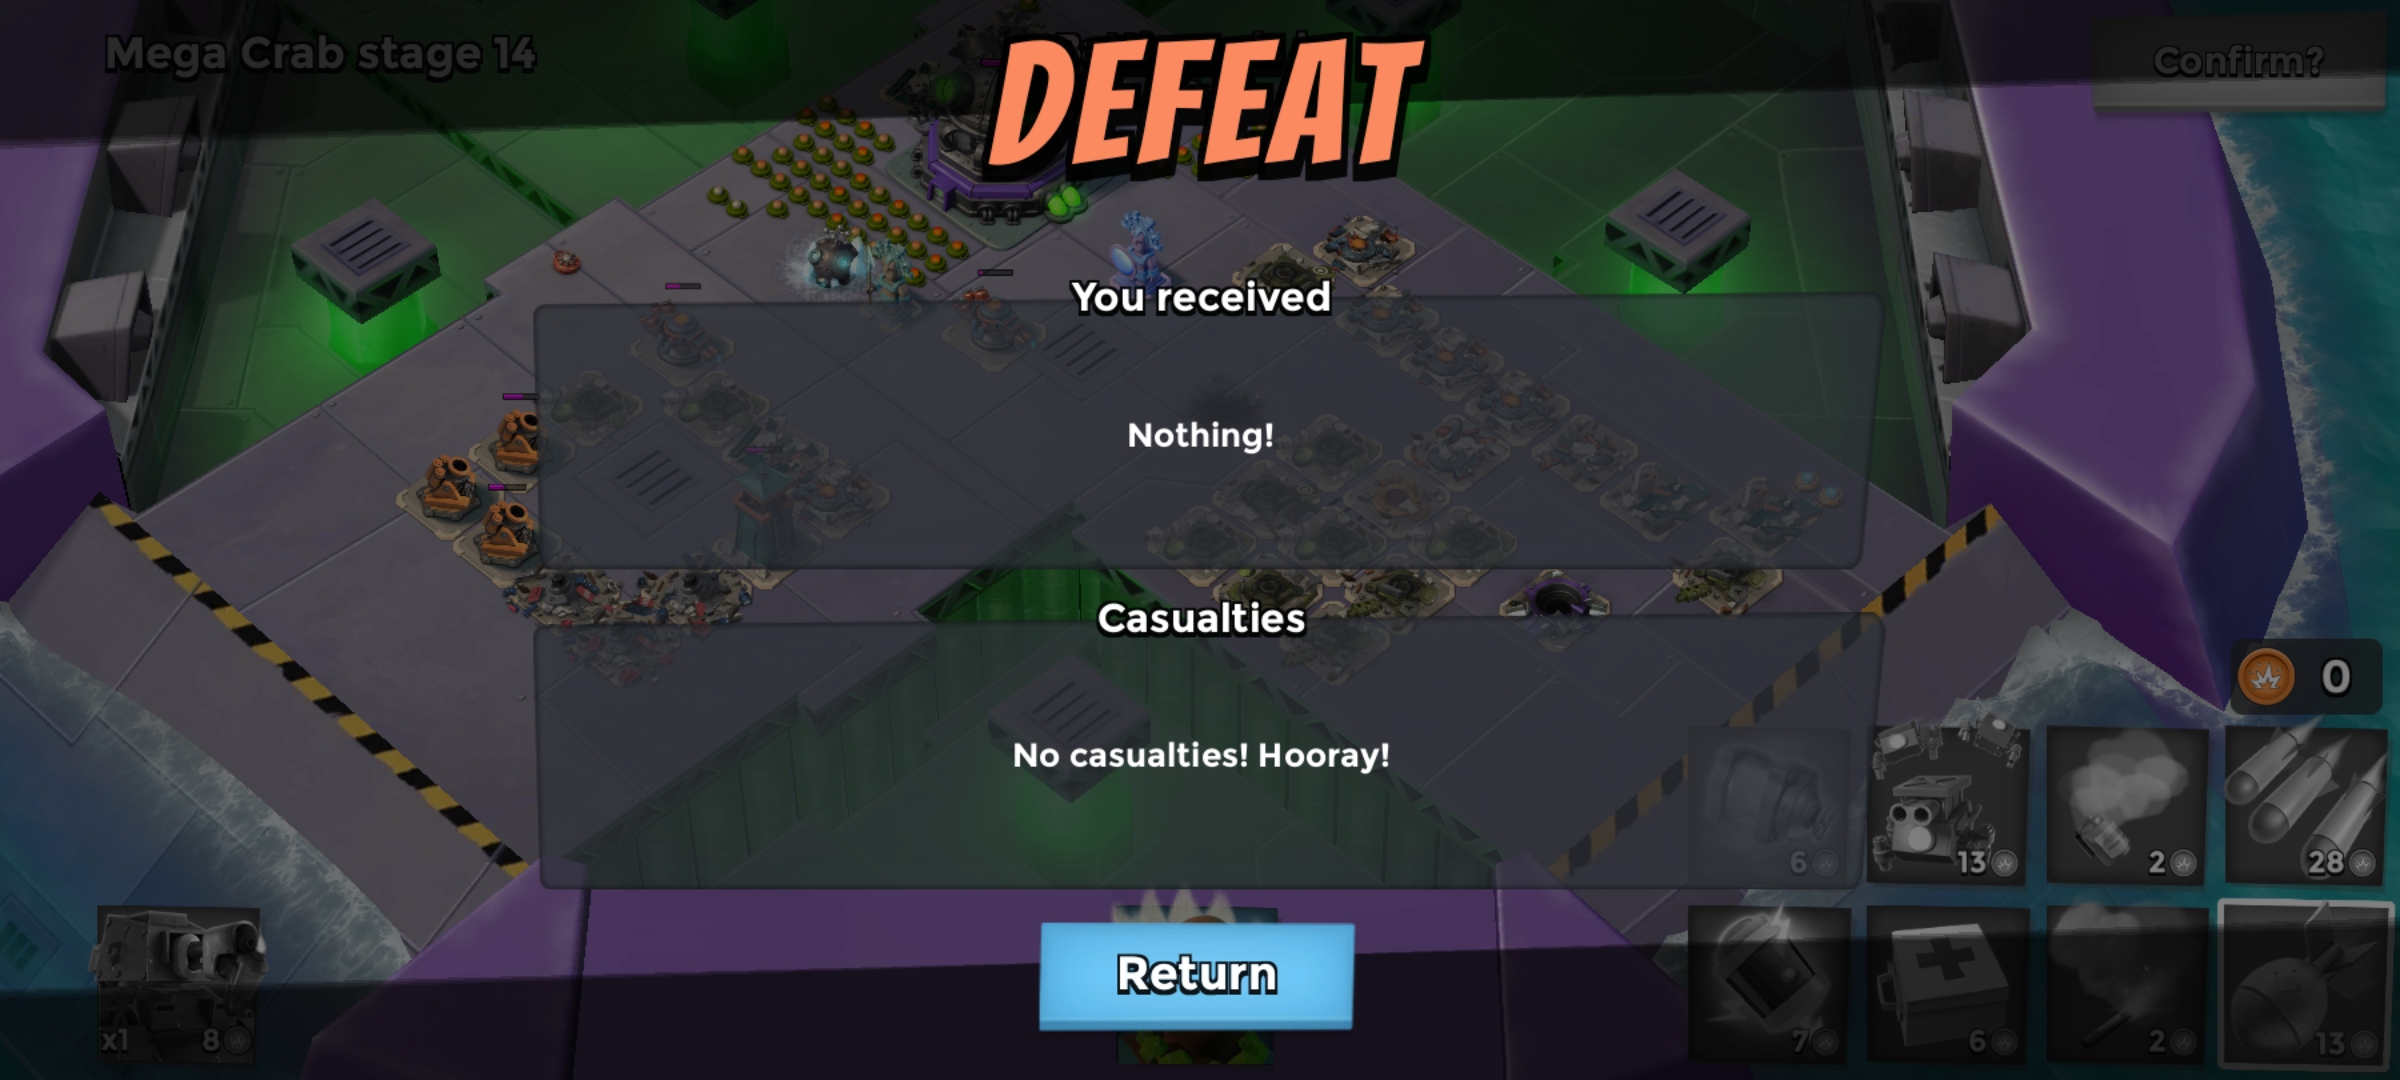 Mega Crab stage 14
DEFEAT
Confirm?
You received
Nothing!
Casualties
No casualties! Hooray!
0
6
13
2
28
Return
x1
8
7
6
2
13